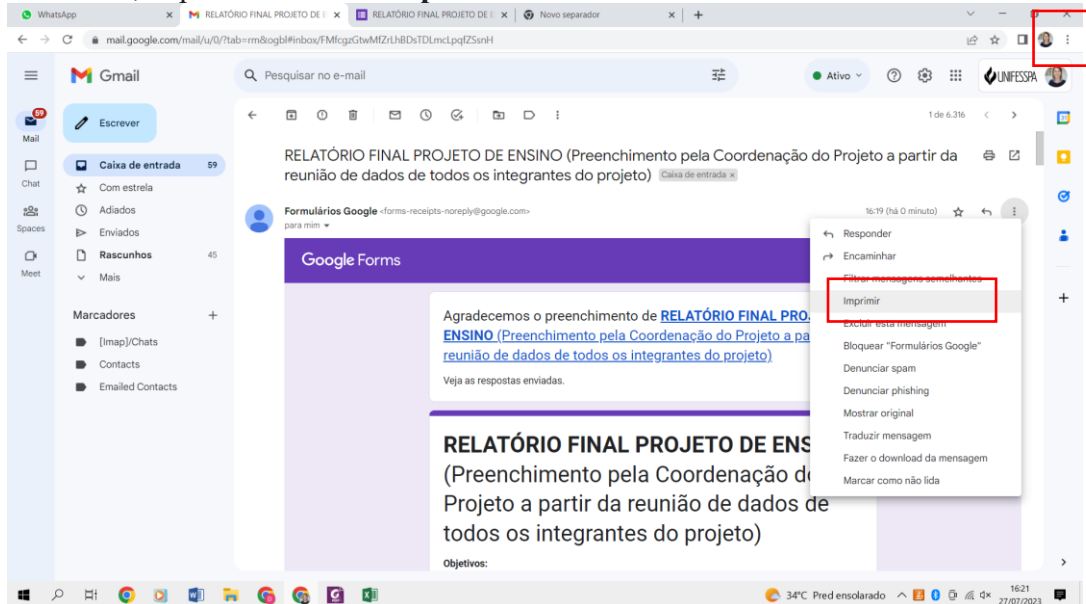 WhatsApp
RELATÓRIO FINAL PROJETO DE E
RELATÓRIO FINAL PROJETO DE E
Novo separador
mail.google.com/mail/u/0/?tab=rm&ogbl#inbox/FMfcgzGtwMfZrLhBDsTDLmcLpqfZSsnH
Gmail
Pesquisar no e-mail
Ativo
UNIFESSPA
59
Mail
Chat
Spaces
Meet
Escrever
Caixa de entrada 59
Com estrela
Adiados
Enviados
Rascunhos 45
Mais
Marcadores
[Imap]/Chats
Contacts
Emailed Contacts
1 de 6.316
RELATÓRIO FINAL PROJETO DE ENSINO (Preenchimento pela Coordenação do Projeto a partir da
reunião de dados de todos os integrantes do projeto) Caixa de entrada x
Formulários Google <forms-receipts-noreply@google.com> 16:19 (há 0 minuto)
para mim
Google Forms
Agradecemos o preenchimento de RELATÓRIO FINAL PRO
ENSINO (Preenchimento pela Coordenação do Projeto a pa
reunião de dados de todos os integrantes do projeto)
Veja as respostas enviadas.
RELATÓRIO FINAL PROJETO DE ENS
(Preenchimento pela Coordenação d
Projeto a partir da reunião de dados de
todos os integrantes do projeto)
Objetivos:
Responder
Encaminhar
Filtrar mensagens semelhantes
Imprimir
Excluir esta mensagem
Bloquear "Formulários Google"
Denunciar spam
Denunciar phishing
Mostrar original
Traduzir mensagem
Fazer o download da mensagem
Marcar como não lida
34°C Pred ensolarado
16:21
27/07/2023